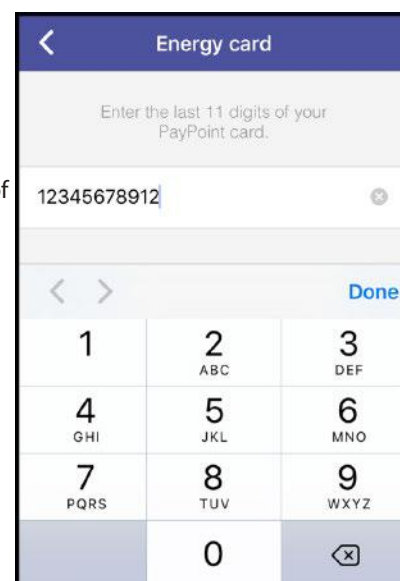 Energy card
Enter the last 11 digits of your
PayPoint card.
of
12345678912
Done
1
2
ABC
3
DEF
4
GHI
5
JKL
6
MNO
7
PQRS
8
TUV
9
WXYZ
0